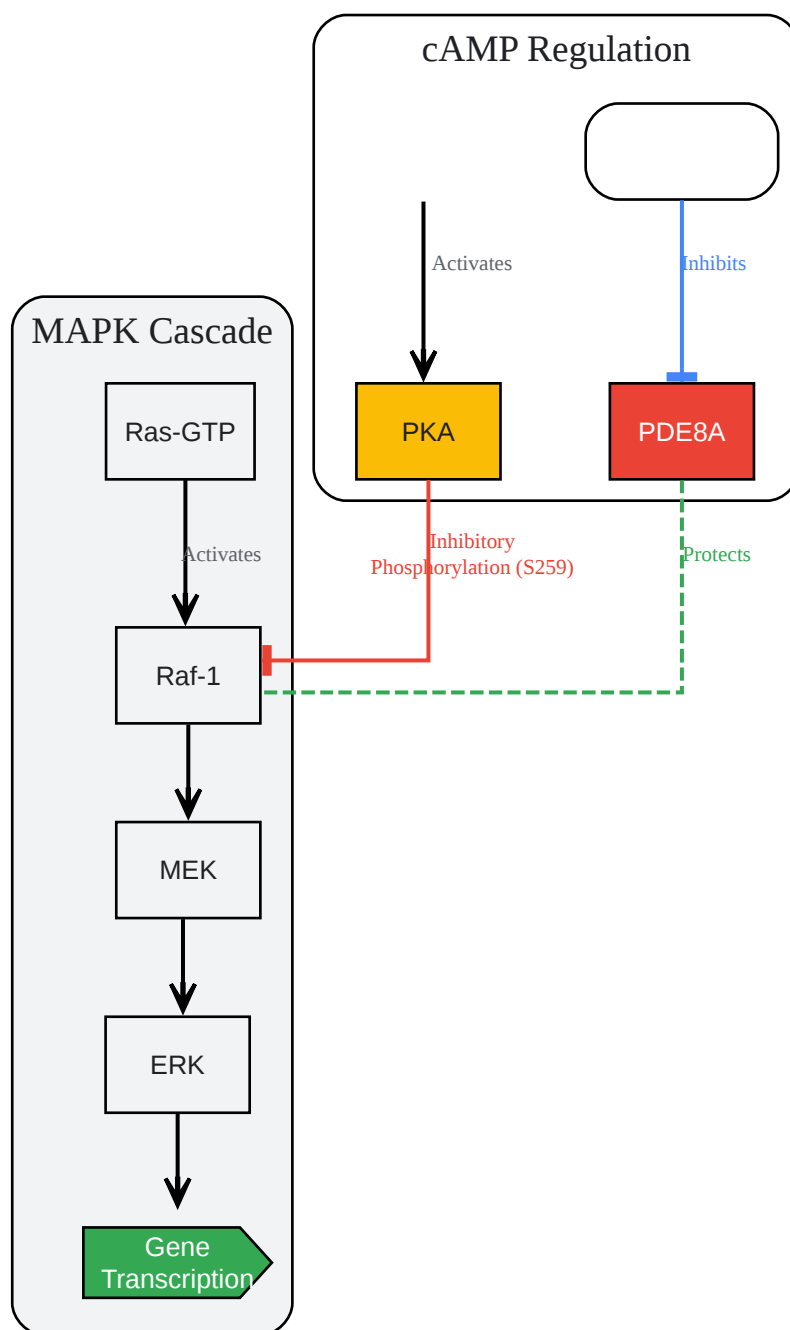 cAMP Regulation
Activates
Inhibits
MAPK Cascade
Ras-GTP
PKA
PDE8A
Activates
Inhibitory
Phosphorylation (S259)
Protects
Raf-1
MEK
ERK
Gene
Transcription